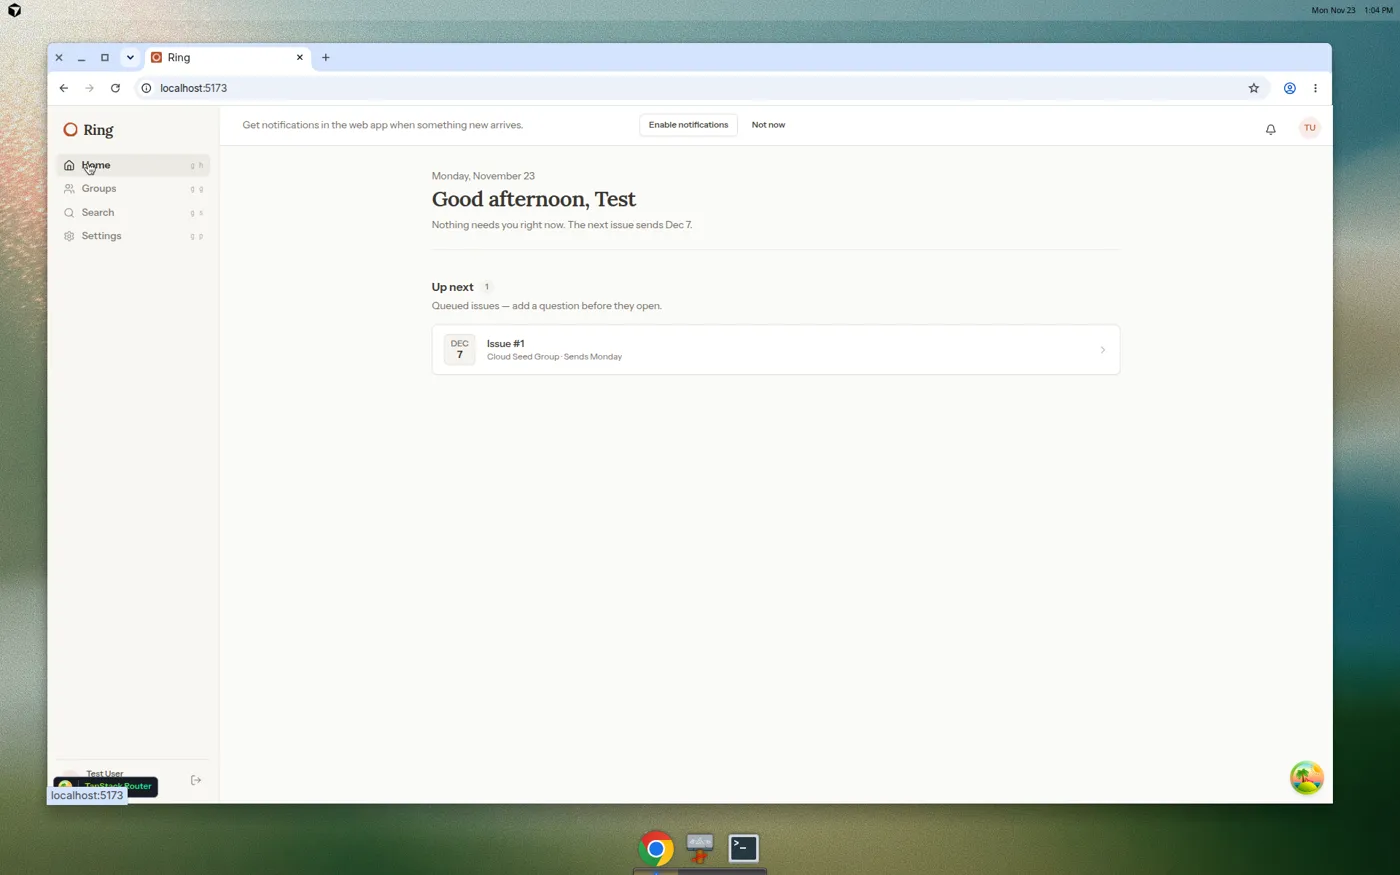 Mon Nov 23 1:04 PM
Ring
localhost:5173
Ring
Get notifications in the web app when something new arrives.
Enable notifications
Not now
TU
Home g h
Groups g g
Search g s
Settings g p
Monday, November 23
Good afternoon, Test
Nothing needs you right now. The next issue sends Dec 7.
Up next 1
Queued issues — add a question before they open.
DEC
7
Issue #1
Cloud Seed Group · Sends Monday
Test User
TanStack Router
localhost:5173